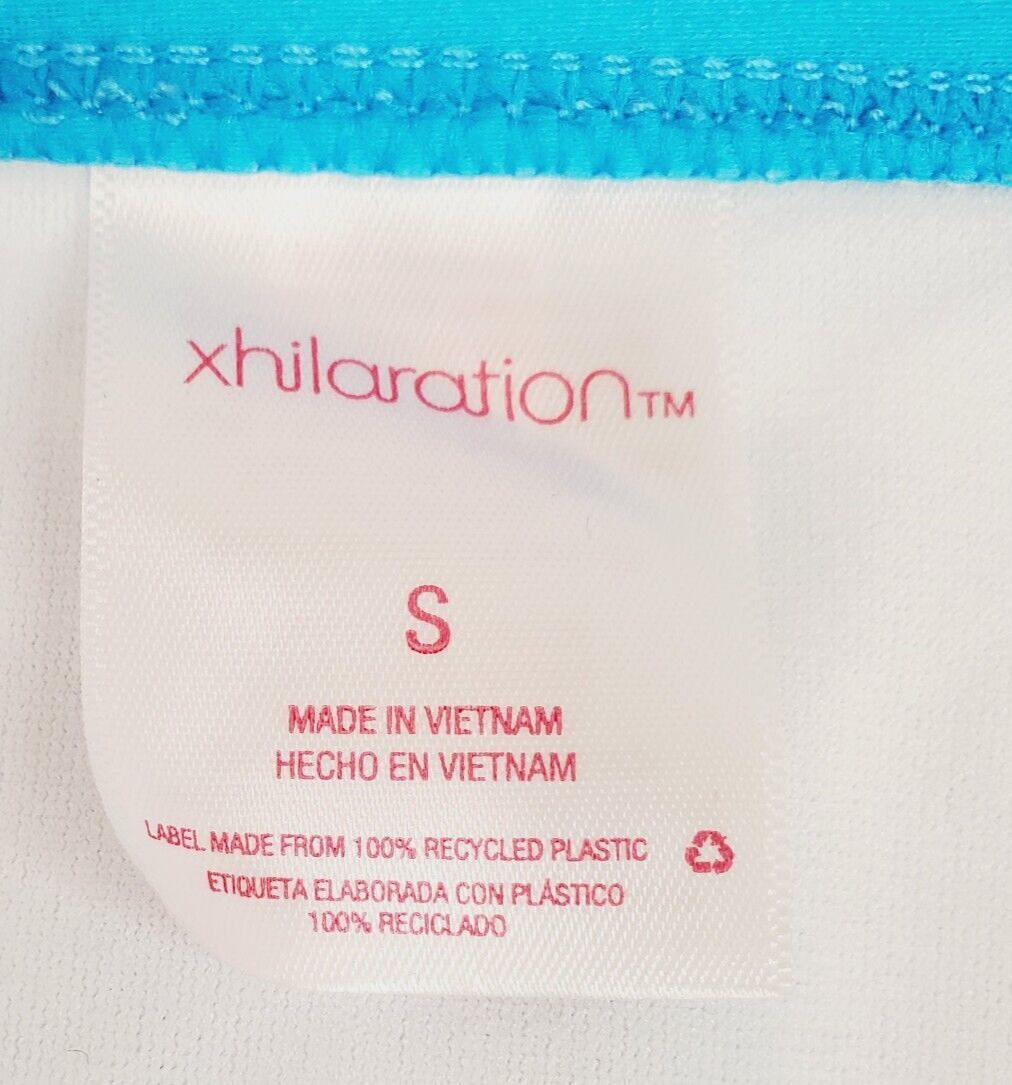 xhilaration™
S
MADE IN VIETNAM
HECHO EN VIETNAM
LABEL MADE FROM 100% RECYCLED PLASTIC
ETIQUETA ELABORADA CON PLÁSTICO
100% RECICLADO